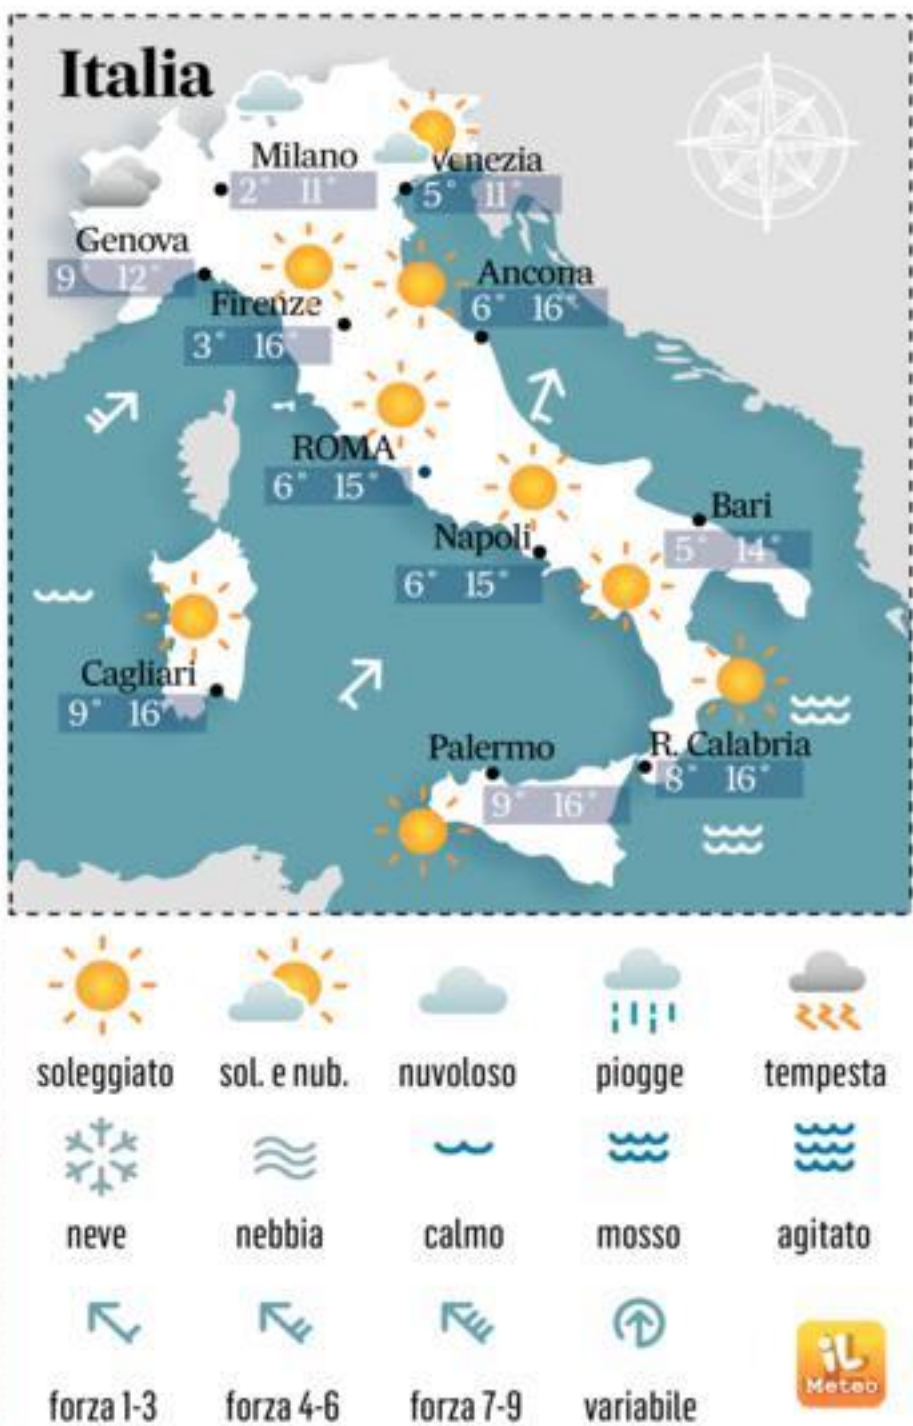 Italia
Milano
2° 11°
Venezia
5° 11°
Genova
9° 12°
Firenze
3° 16°
Ancona
6° 16°
ROMA
6° 15°
Napoli
6° 15°
Bari
5° 14°
Cagliari
9° 16°
Palermo
9° 16°
R. Calabria
8° 16°
soleggiato sol. e nub. nuvoloso piogge tempesta
neve nebbia calmo mosso agitato
forza 1-3 forza 4-6 forza 7-9 variabile
iL
Meteo